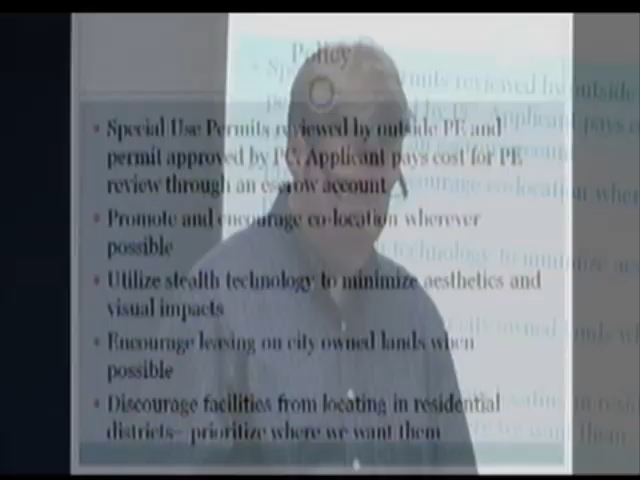 Policy
Special Use Permits reviewed by outside PE and
permit approved by PC. Applicant pays cost for PE
review through an escrow account
Promote and encourage co-location wherever
possible
Utilize stealth technology to minimize aesthetics and
visual impacts
Encourage leasing on city owned lands when
possible
Discourage facilities from locating in residential
districts– prioritize where we want them